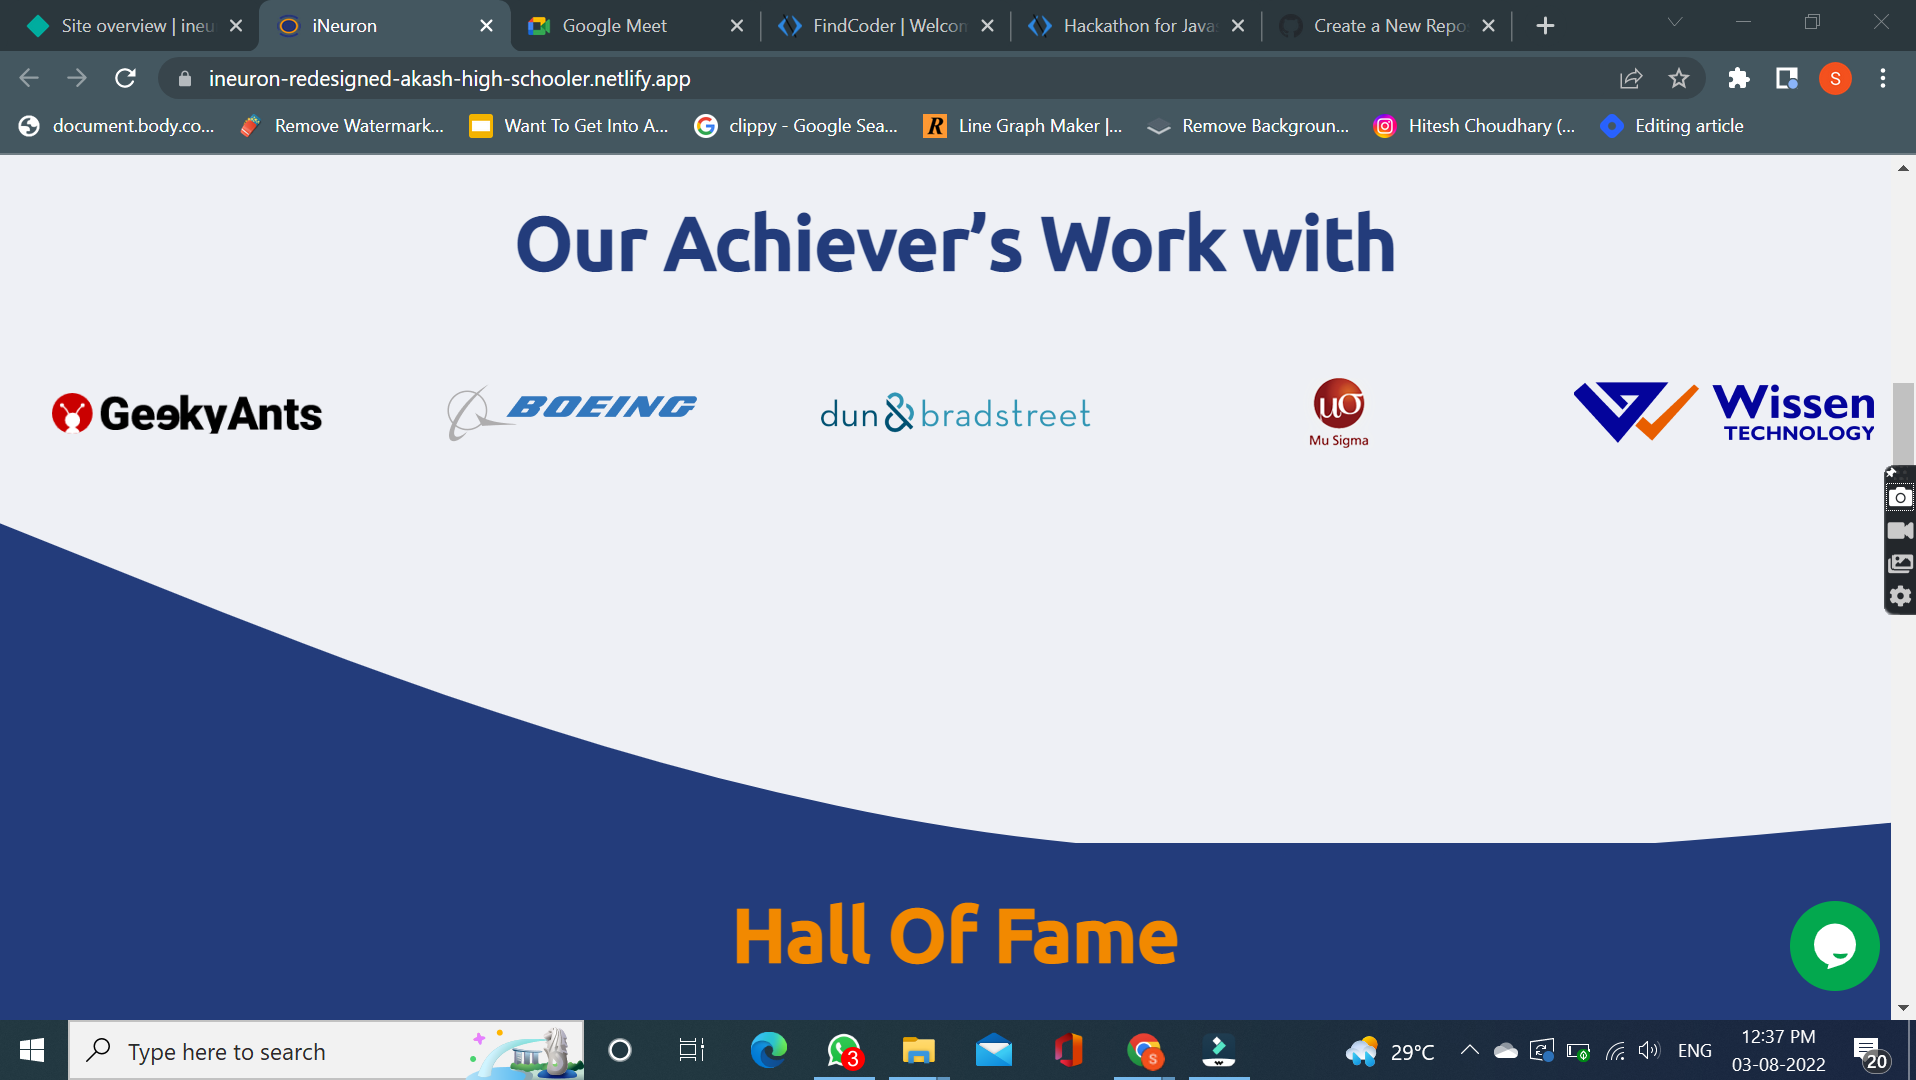 Site overview | ineu
iNeuron
Google Meet
FindCoder | Welcom
Hackathon for Javas
Create a New Repo
ineuron-redesigned-akash-high-schooler.netlify.app
S
document.body.co...
Remove Watermark...
Want To Get Into A...
clippy - Google Sea...
R
Line Graph Maker |...
Remove Backgroun...
Hitesh Choudhary (...
Editing article
Our Achiever’s Work with
GeekyAnts
BOEING
dun & bradstreet
Mu Sigma
Wissen
TECHNOLOGY
Hall Of Fame
Type here to search
3
S
29°C
ENG
12:37 PM
03-08-2022
20